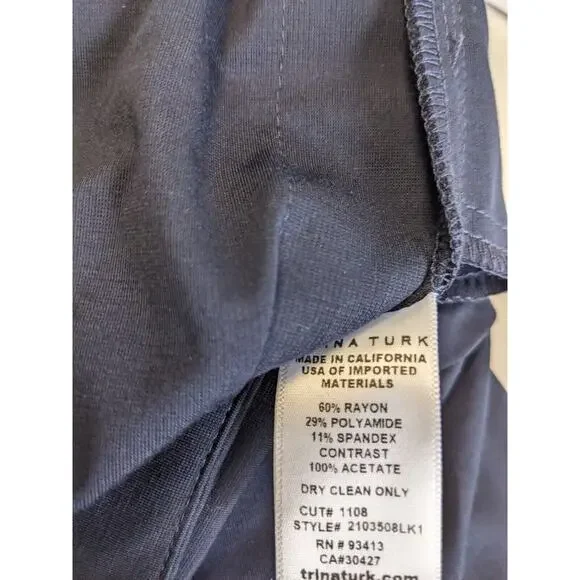 INA TURK
MADE IN CALIFORNIA
USA OF IMPORTED
MATERIALS
60% RAYON
29% POLYAMIDE
11% SPANDEX
CONTRAST
100% ACETATE
DRY CLEAN ONLY
CUT# 1108
STYLE# 2103508LK1
RN # 93413
CA#30427
trinaturk.com